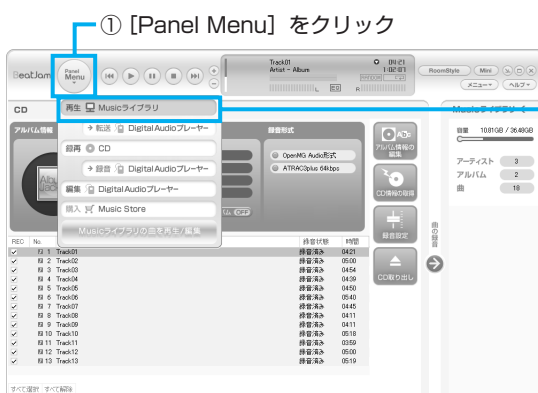 ① [Panel Menu] をクリック
BeatJam
Panel Menu
Track01
Artist - Album
04:21
1:02:07
RANDOM
L EQ R
RoomStyle
Mini
メニュー
ヘルプ
CD
再生 Musicライブラリ
→ 転送 Digital Audioプレーヤー
録再 CD
→ 録音 Digital Audioプレーヤー
編集 Digital Audioプレーヤー
購入 Music Store
Musicライブラリの曲を再生/編集
アルバム情報
録音形式
OpenMG Audio形式
ATRAC3plus 64kbps
OFF
アルバム情報の編集
CD情報の取得
録音設定
CD取り出し
曲の録音
Musicライブラリ
容量 10.81GB / 36.48GB
アーティスト 3
アルバム 2
曲 18
REC No. 録音状態 時間
1 Track01 録音済み 04:21
2 Track02 録音済み 05:00
3 Track03 録音済み 04:54
4 Track04 録音済み 04:39
5 Track05 録音済み 04:50
6 Track06 録音済み 05:40
7 Track07 録音済み 04:45
8 Track08 録音済み 04:11
9 Track09 録音済み 04:11
10 Track10 録音済み 05:18
11 Track11 録音済み 03:59
12 Track12 録音済み 05:00
13 Track13 録音済み 05:19
すべて選択 すべて解除